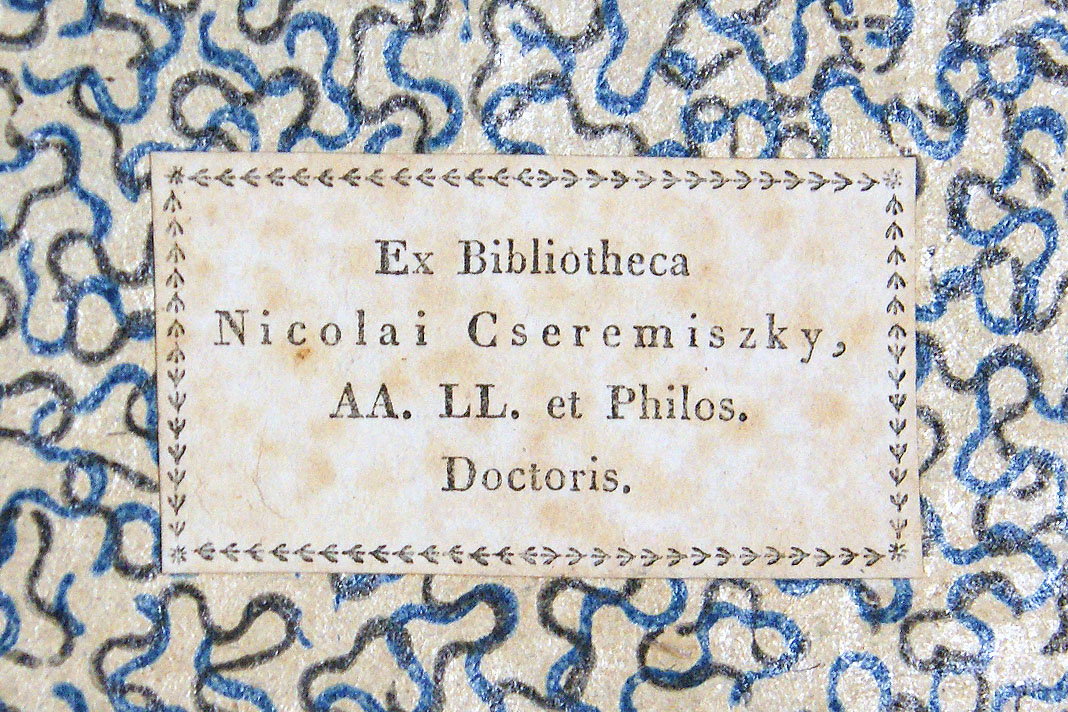 Ex Bibliotheca
Nicolai Cseremiszky,
AA. LL. et Philos.
Doctoris.